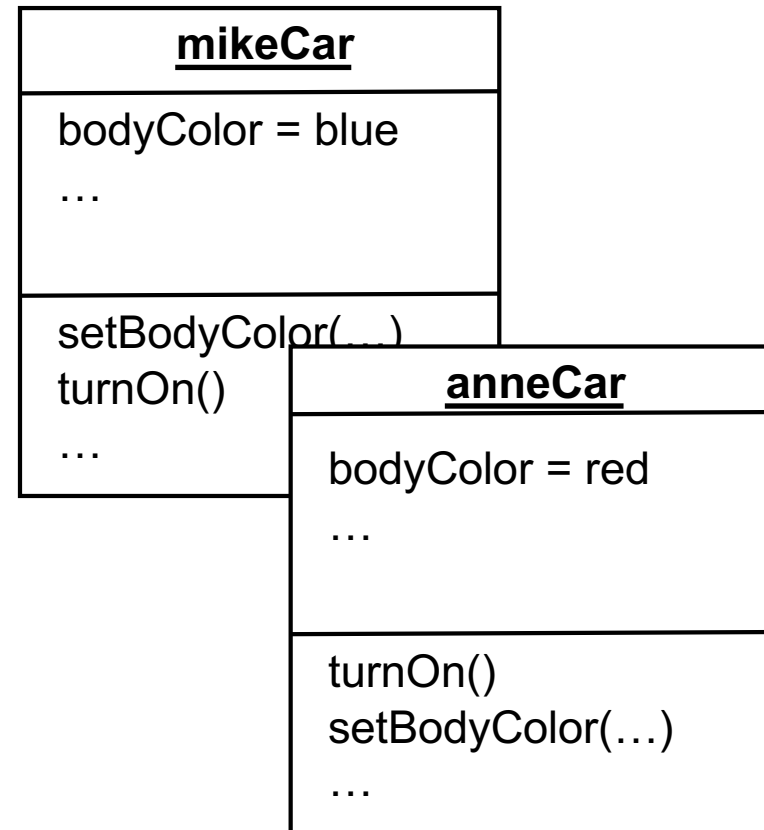 mikeCar
bodyColor = blue
…
setBodyColor(…)
turnOn()
…
anneCar
bodyColor = red
…
turnOn()
setBodyColor(…)
…